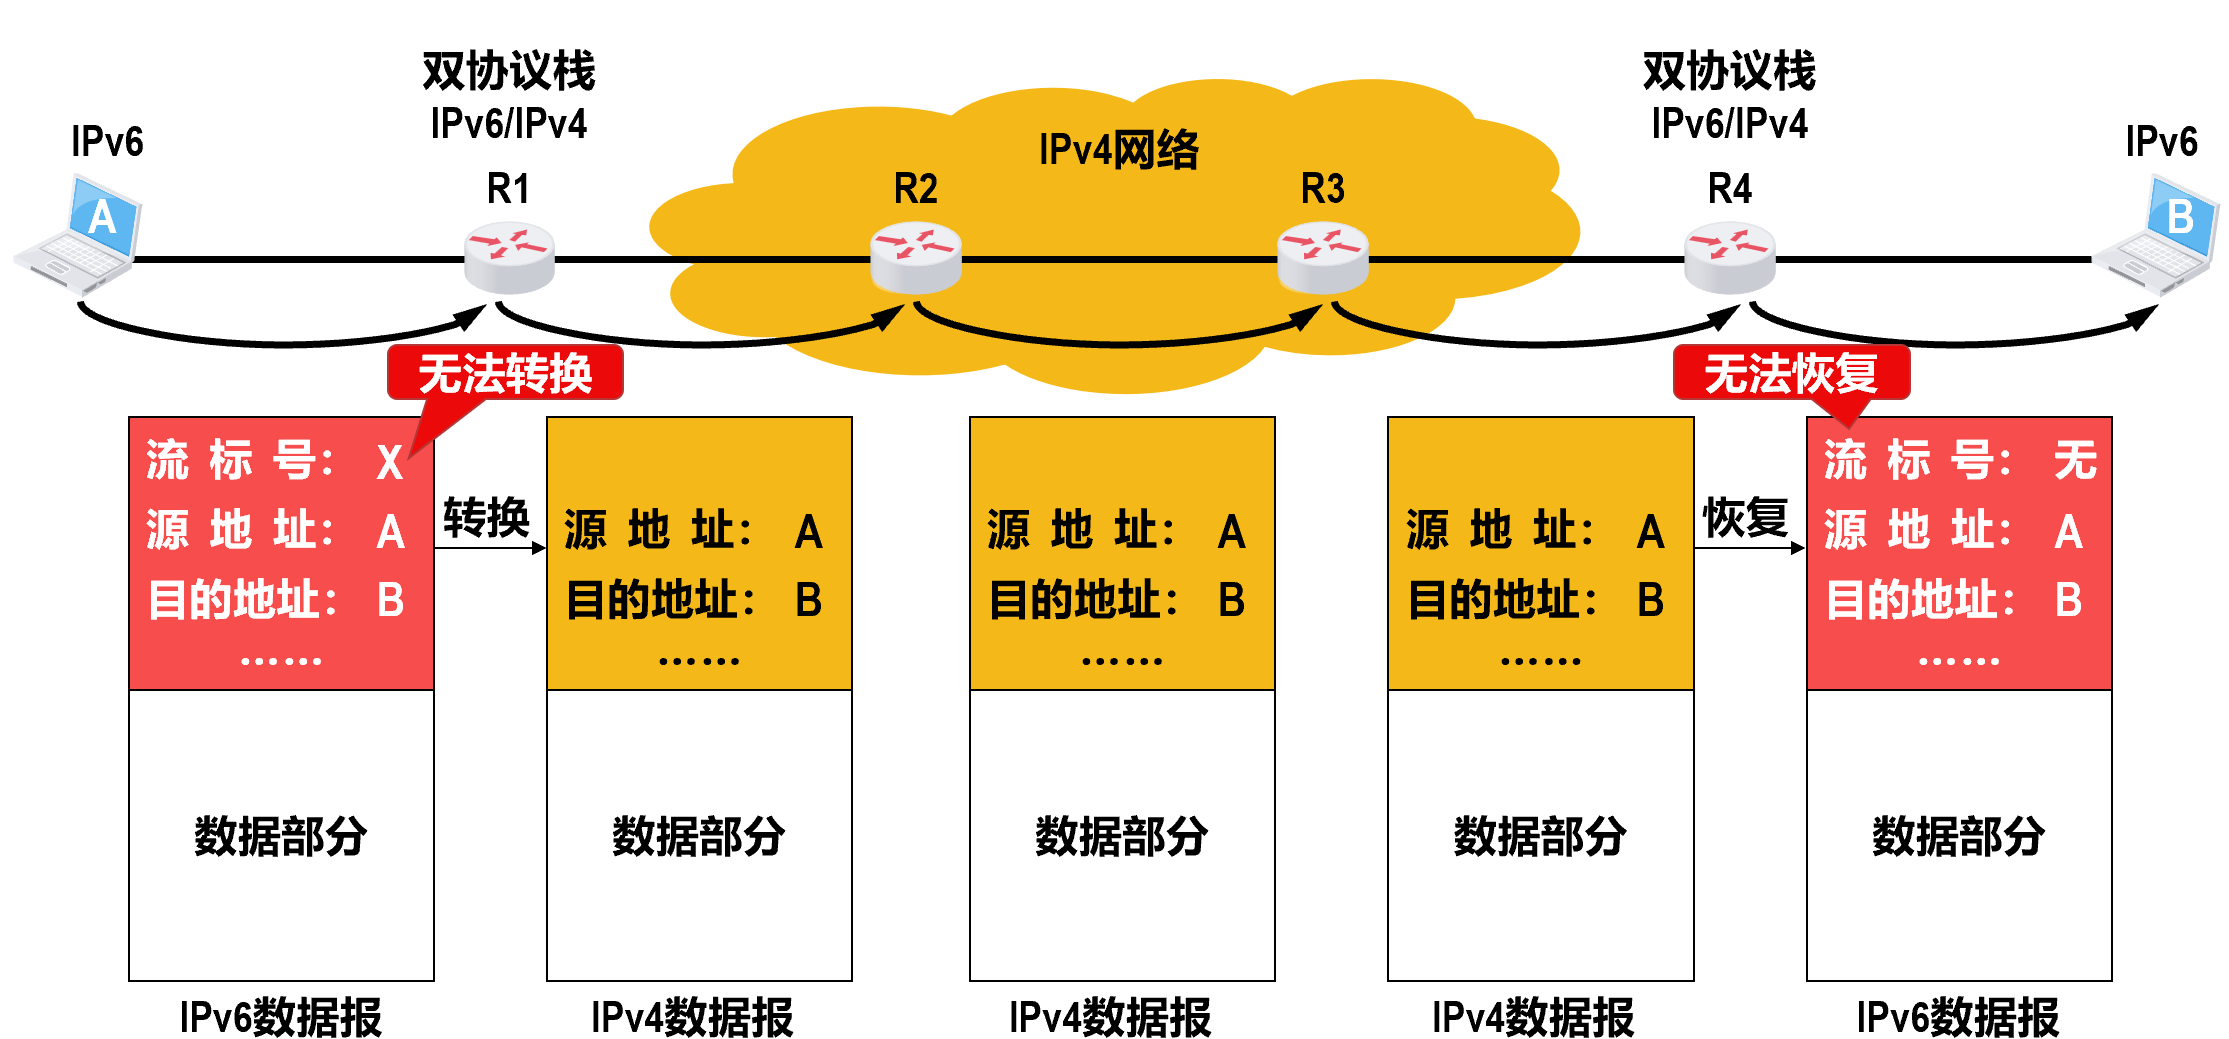 双协议栈
IPv6/IPv4
双协议栈
IPv6/IPv4
IPv6
IPv4网络
IPv6
R1
R2
R3
R4
A
B
无法转换
无法恢复
流标号： X
源地址： A
目的地址： B
……
数据部分
IPv6数据报
转换
源地址： A
目的地址： B
……
数据部分
IPv4数据报
源地址： A
目的地址： B
……
数据部分
IPv4数据报
源地址： A
目的地址： B
……
数据部分
IPv4数据报
恢复
流标号： 无
源地址： A
目的地址： B
……
数据部分
IPv6数据报